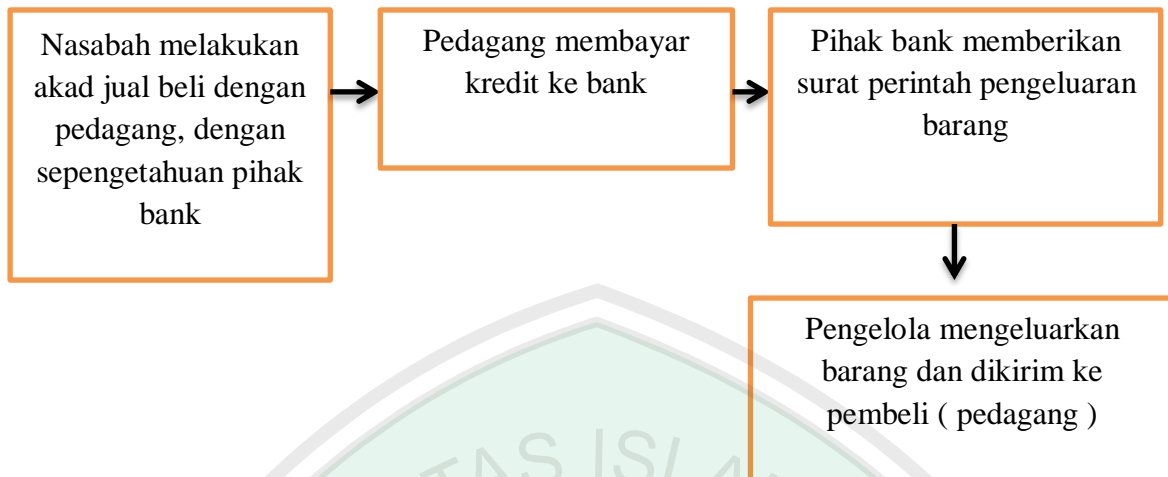 Nasabah melakukan
akad jual beli dengan
pedagang, dengan
sepengetahuan pihak
bank
Pedagang membayar
kredit ke bank
Pihak bank memberikan
surat perintah pengeluaran
barang
Pengelola mengeluarkan
barang dan dikirim ke
pembeli ( pedagang )